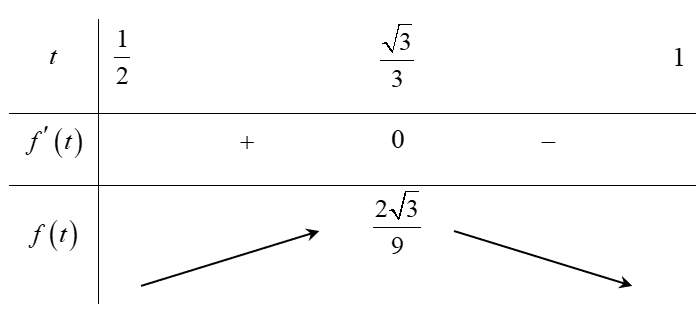 t 1/2 √3/3 1
f′(t) + 0 −
f(t) 2√3/9